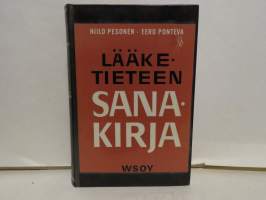 NIILO PESONEN · EERO PONTEVA
LÄÄKE-
TIETEEN
SANA-
KIRJA
WSOY